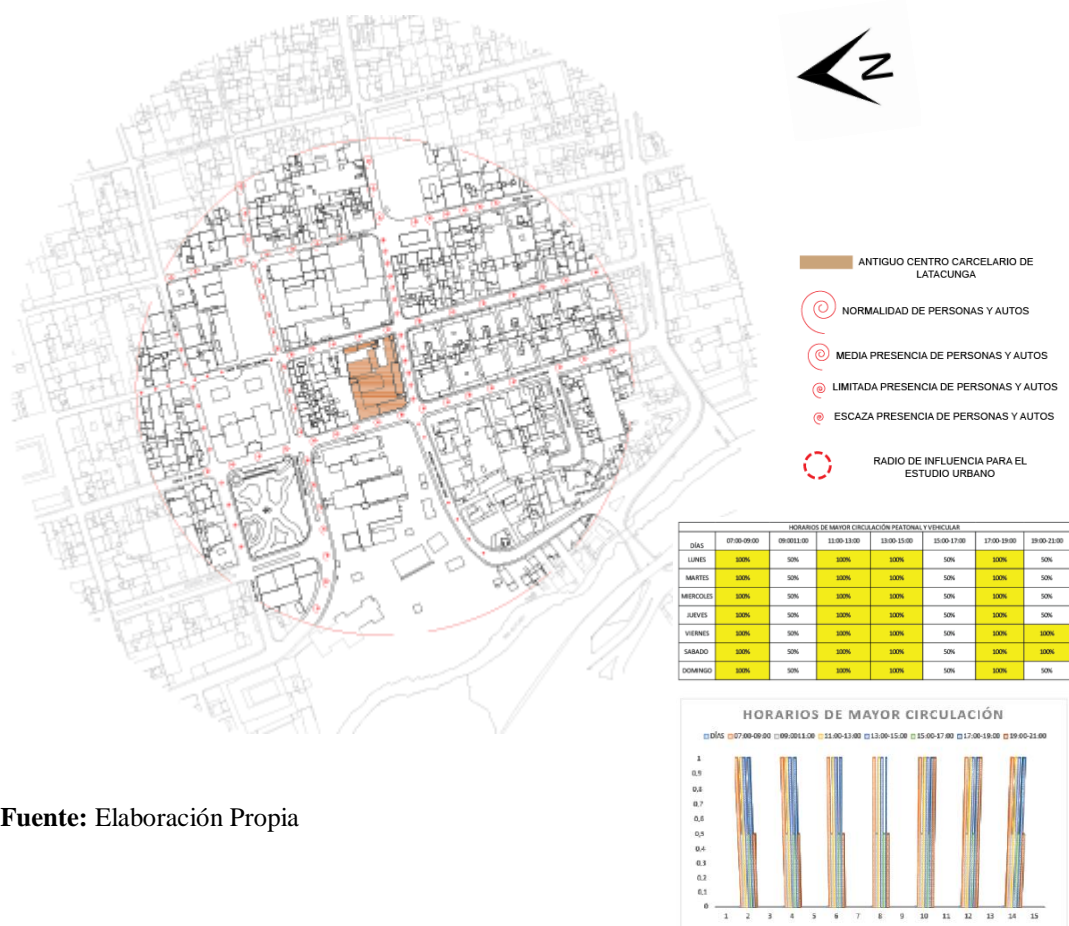 N
ANTIGUO CENTRO CARCELARIO DE
LATACUNGA
NORMALIDAD DE PERSONAS Y AUTOS
MEDIA PRESENCIA DE PERSONAS Y AUTOS
LIMITADA PRESENCIA DE PERSONAS Y AUTOS
ESCAZA PRESENCIA DE PERSONAS Y AUTOS
RADIO DE INFLUENCIA PARA EL
ESTUDIO URBANO
HORARIOS DE MAYOR CIRCULACIÓN PEATONAL Y VEHICULAR
DÍAS 07:00-09:00 09:0011:00 11:00-13:00 13:00-15:00 15:00-17:00 17:00-19:00 19:00-21:00
LUNES 100% 50% 100% 100% 50% 100% 50%
MARTES 100% 50% 100% 100% 50% 100% 50%
MIERCOLES 100% 50% 100% 100% 50% 100% 50%
JUEVES 100% 50% 100% 100% 50% 100% 50%
VIERNES 100% 50% 100% 100% 50% 100% 100%
SABADO 100% 50% 100% 100% 50% 100% 100%
DOMINGO 100% 50% 100% 100% 50% 100% 50%
HORARIOS DE MAYOR CIRCULACIÓN
DÍAS 07:00-09:00 09:0011:00 11:00-13:00 13:00-15:00 15:00-17:00 17:00-19:00 19:00-21:00
1
0,9
0,8
0,7
0,6
0,5
0,4
0,3
0,2
0,1
0
1 2 3 4 5 6 7 8 9 10 11 12 13 14 15
Fuente: Elaboración Propia